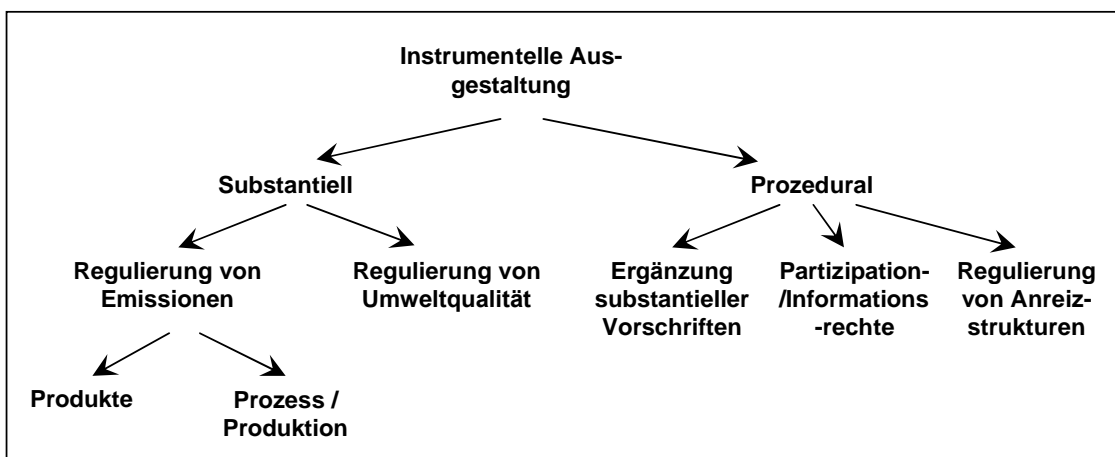 Instrumentelle Aus-
gestaltung
Substantiell
Prozedural
Regulierung von
Emissionen
Regulierung von
Umweltqualität
Ergänzung
substantieller
Vorschriften
Partizipation-
/Informations
-rechte
Regulierung
von Anreiz-
strukturen
Produkte
Prozess /
Produktion